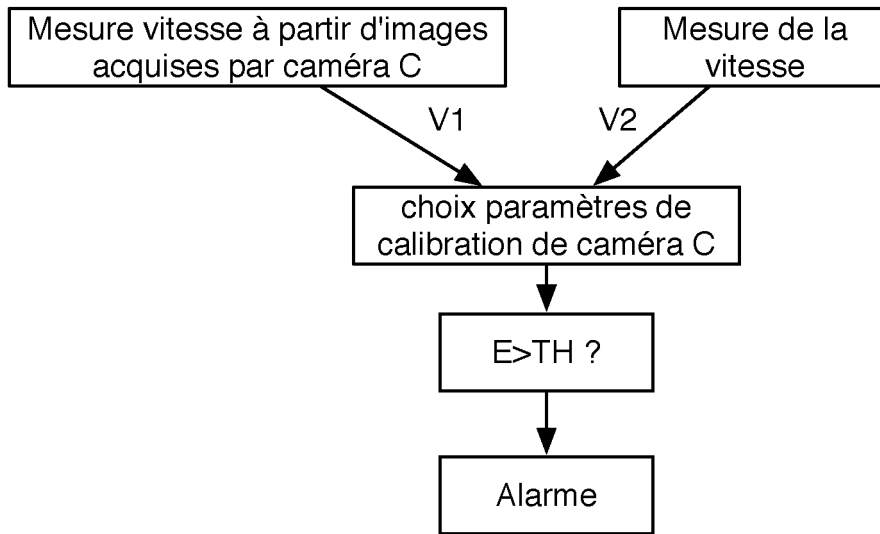 Mesure vitesse à partir d'images
acquises par caméra C
Mesure de la
vitesse
V1
V2
choix paramètres de
calibration de caméra C
E>TH ?
Alarme